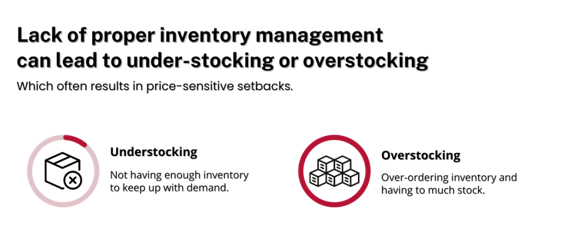 Lack of proper inventory management
can lead to under-stocking or overstocking
Which often results in price-sensitive setbacks.
Understocking
Not having enough inventory
to keep up with demand.
Overstocking
Over-ordering inventory and
having to much stock.